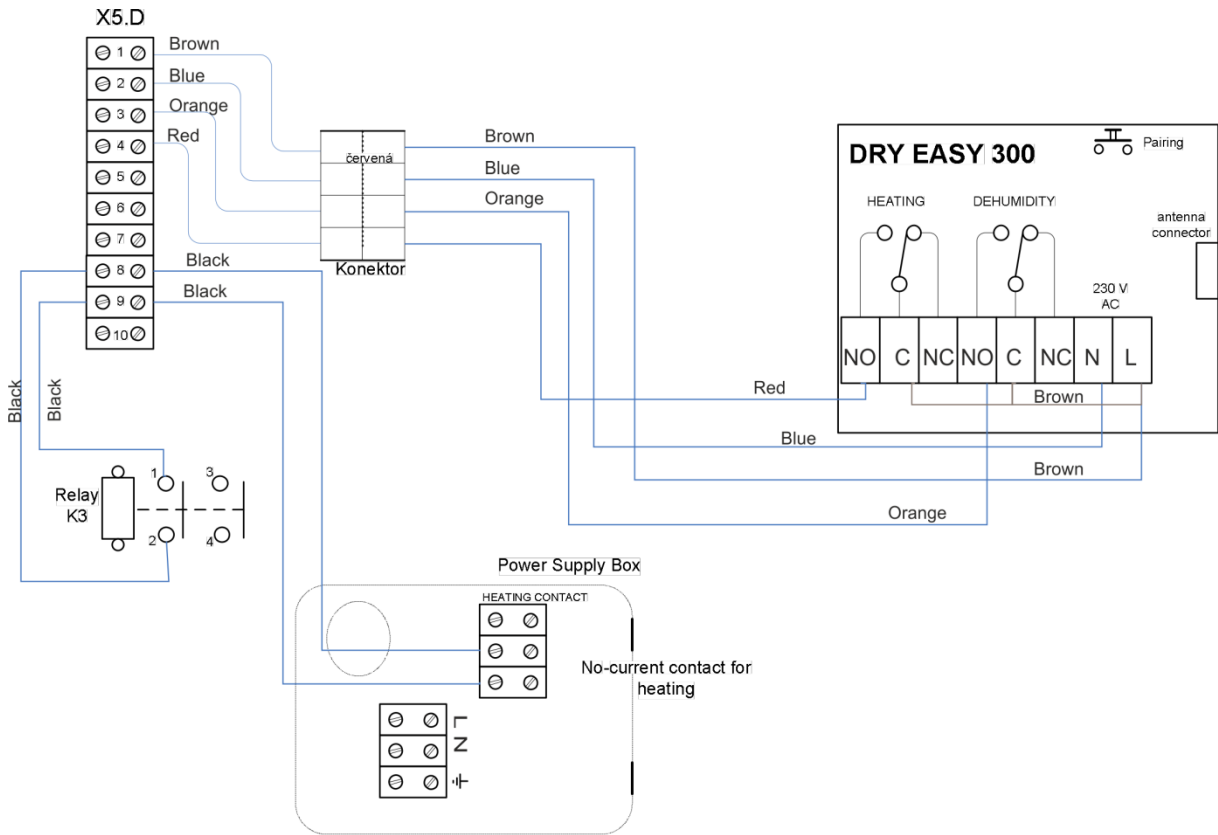 X5.D
1
2
3
4
5
6
7
8
9
10
Brown
Blue
Orange
Red
Black
Black
Black
Black
červená
Konektor
Brown
Blue
Orange
Red
Blue
Brown
Orange
DRY EASY 300
Pairing
HEATING
DEHUMIDITY
antenna
connector
230 V
AC
NO C NC NO C NC N L
Brown
Relay
K3
1
2
3
4
Power Supply Box
HEATING CONTACT
No-current contact for
heating
L
N